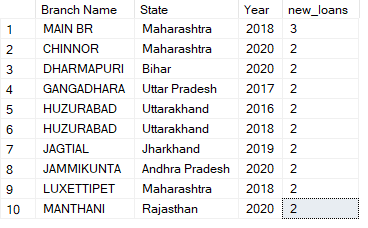 Branch Name State Year new_loans
1 MAIN BR Maharashtra 2018 3
2 CHINNOR Maharashtra 2020 2
3 DHARMAPURI Bihar 2020 2
4 GANGADHARA Uttar Pradesh 2017 2
5 HUZURABAD Uttarakhand 2016 2
6 HUZURABAD Uttarakhand 2018 2
7 JAGTIAL Jharkhand 2019 2
8 JAMMIKUNTA Andhra Pradesh 2020 2
9 LUXETTIPET Maharashtra 2018 2
10 MANTHANI Rajasthan 2020 2